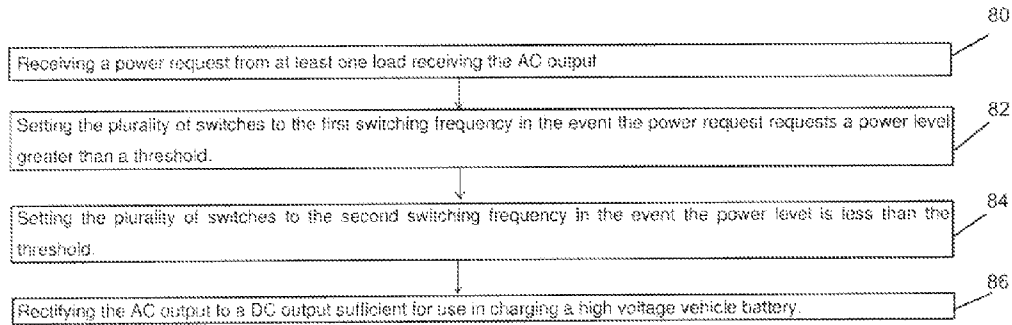 80
Receiving a power request from at least one load receiving the AC output
82
Setting the plurality of switches to the first switching frequency in the event the power request requests a power level
greater than a threshold.
84
Setting the plurality of switches to the second switching frequency in the event the power level is less than the
threshold.
86
Rectifying the AC output to a DC output sufficient for use in charging a high voltage vehicle battery.